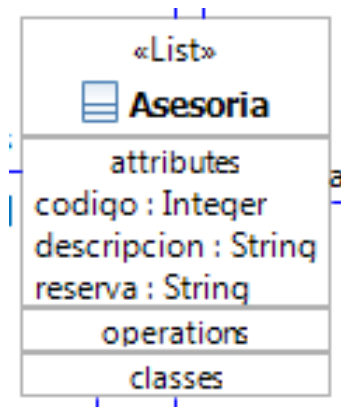 «List»
Asesoria
attributes
codigo : Integer
descripcion : String
reserva : String
operations
classes
a